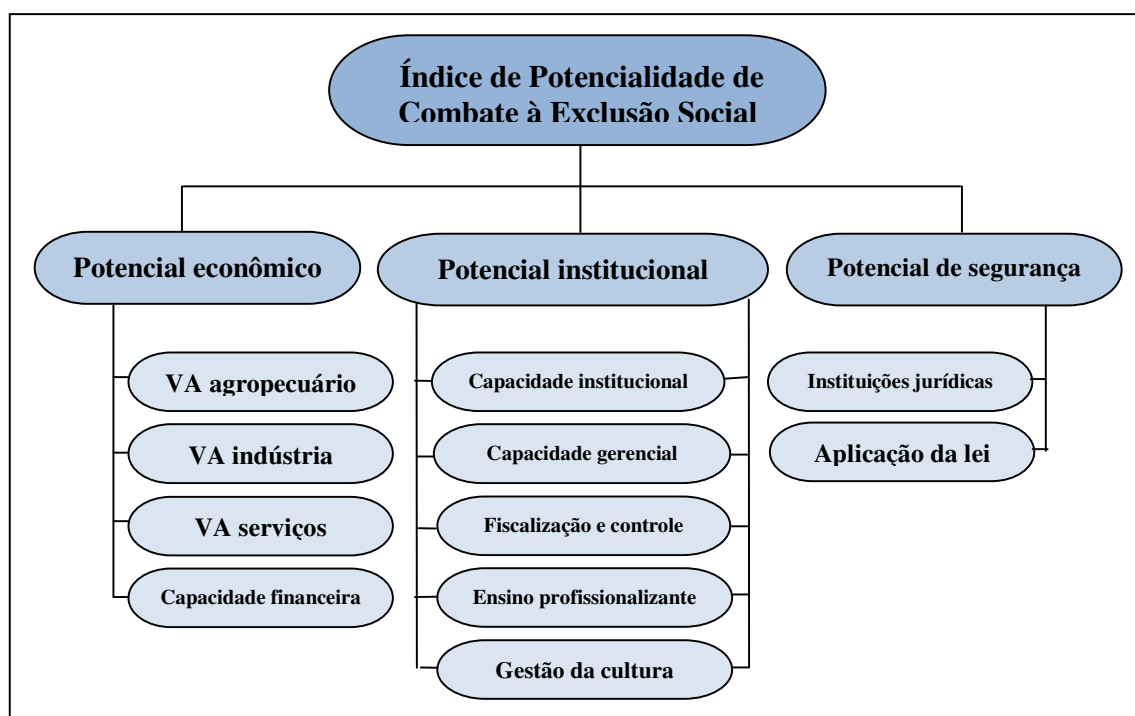 Índice de Potencialidade de
Combate à Exclusão Social
Potencial econômico
Potencial institucional
Potencial de segurança
VA agropecuário
VA indústria
VA serviços
Capacidade financeira
Capacidade institucional
Capacidade gerencial
Fiscalização e controle
Ensino profissionalizante
Gestão da cultura
Instituições jurídicas
Aplicação da lei